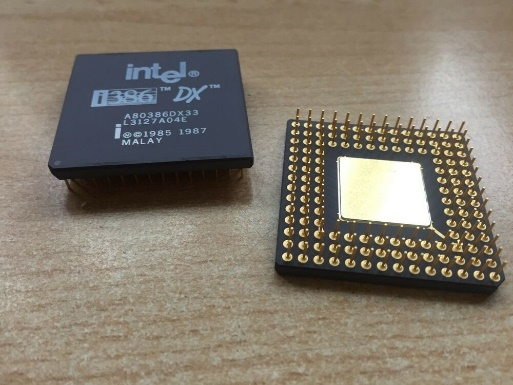 intel®
i386™ DX™
A80386DX33
L3127A04E
i ®©1985 1987
MALAY